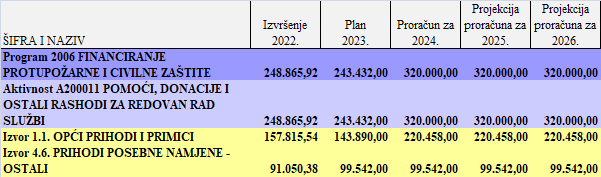 ŠIFRA I NAZIV Izvršenje 2022. Plan 2023. Proračun za 2024. Projekcija proračuna za 2025. Projekcija proračuna za 2026.
Program 2006 FINANCIRANJE
PROTUPOŽARNE I CIVILNE ZAŠTITE 248.865,92 243.432,00 320.000,00 320.000,00 320.000,00
Aktivnost A200011 POMOĆI, DONACIJE I
OSTALI RASHODI ZA REDOVAN RAD
SLUŽBI 248.865,92 243.432,00 320.000,00 320.000,00 320.000,00
Izvor 1.1. OPĆI PRIHODI I PRIMICI 157.815,54 143.890,00 220.458,00 220.458,00 220.458,00
Izvor 4.6. PRIHODI POSEBNE NAMJENE -
OSTALI 91.050,38 99.542,00 99.542,00 99.542,00 99.542,00